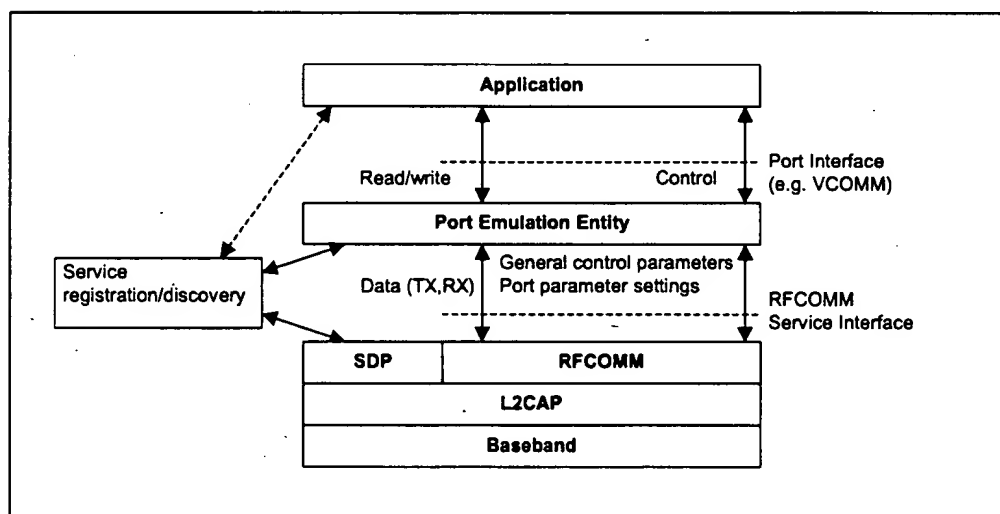 Application
Port Interface
(e.g. VCOMM)
Read/write
Control
Port Emulation Entity
Service
registration/discovery
Data (TX,RX)
General control parameters
Port parameter settings
RFCOMM
Service Interface
SDP
RFCOMM
L2CAP
Baseband